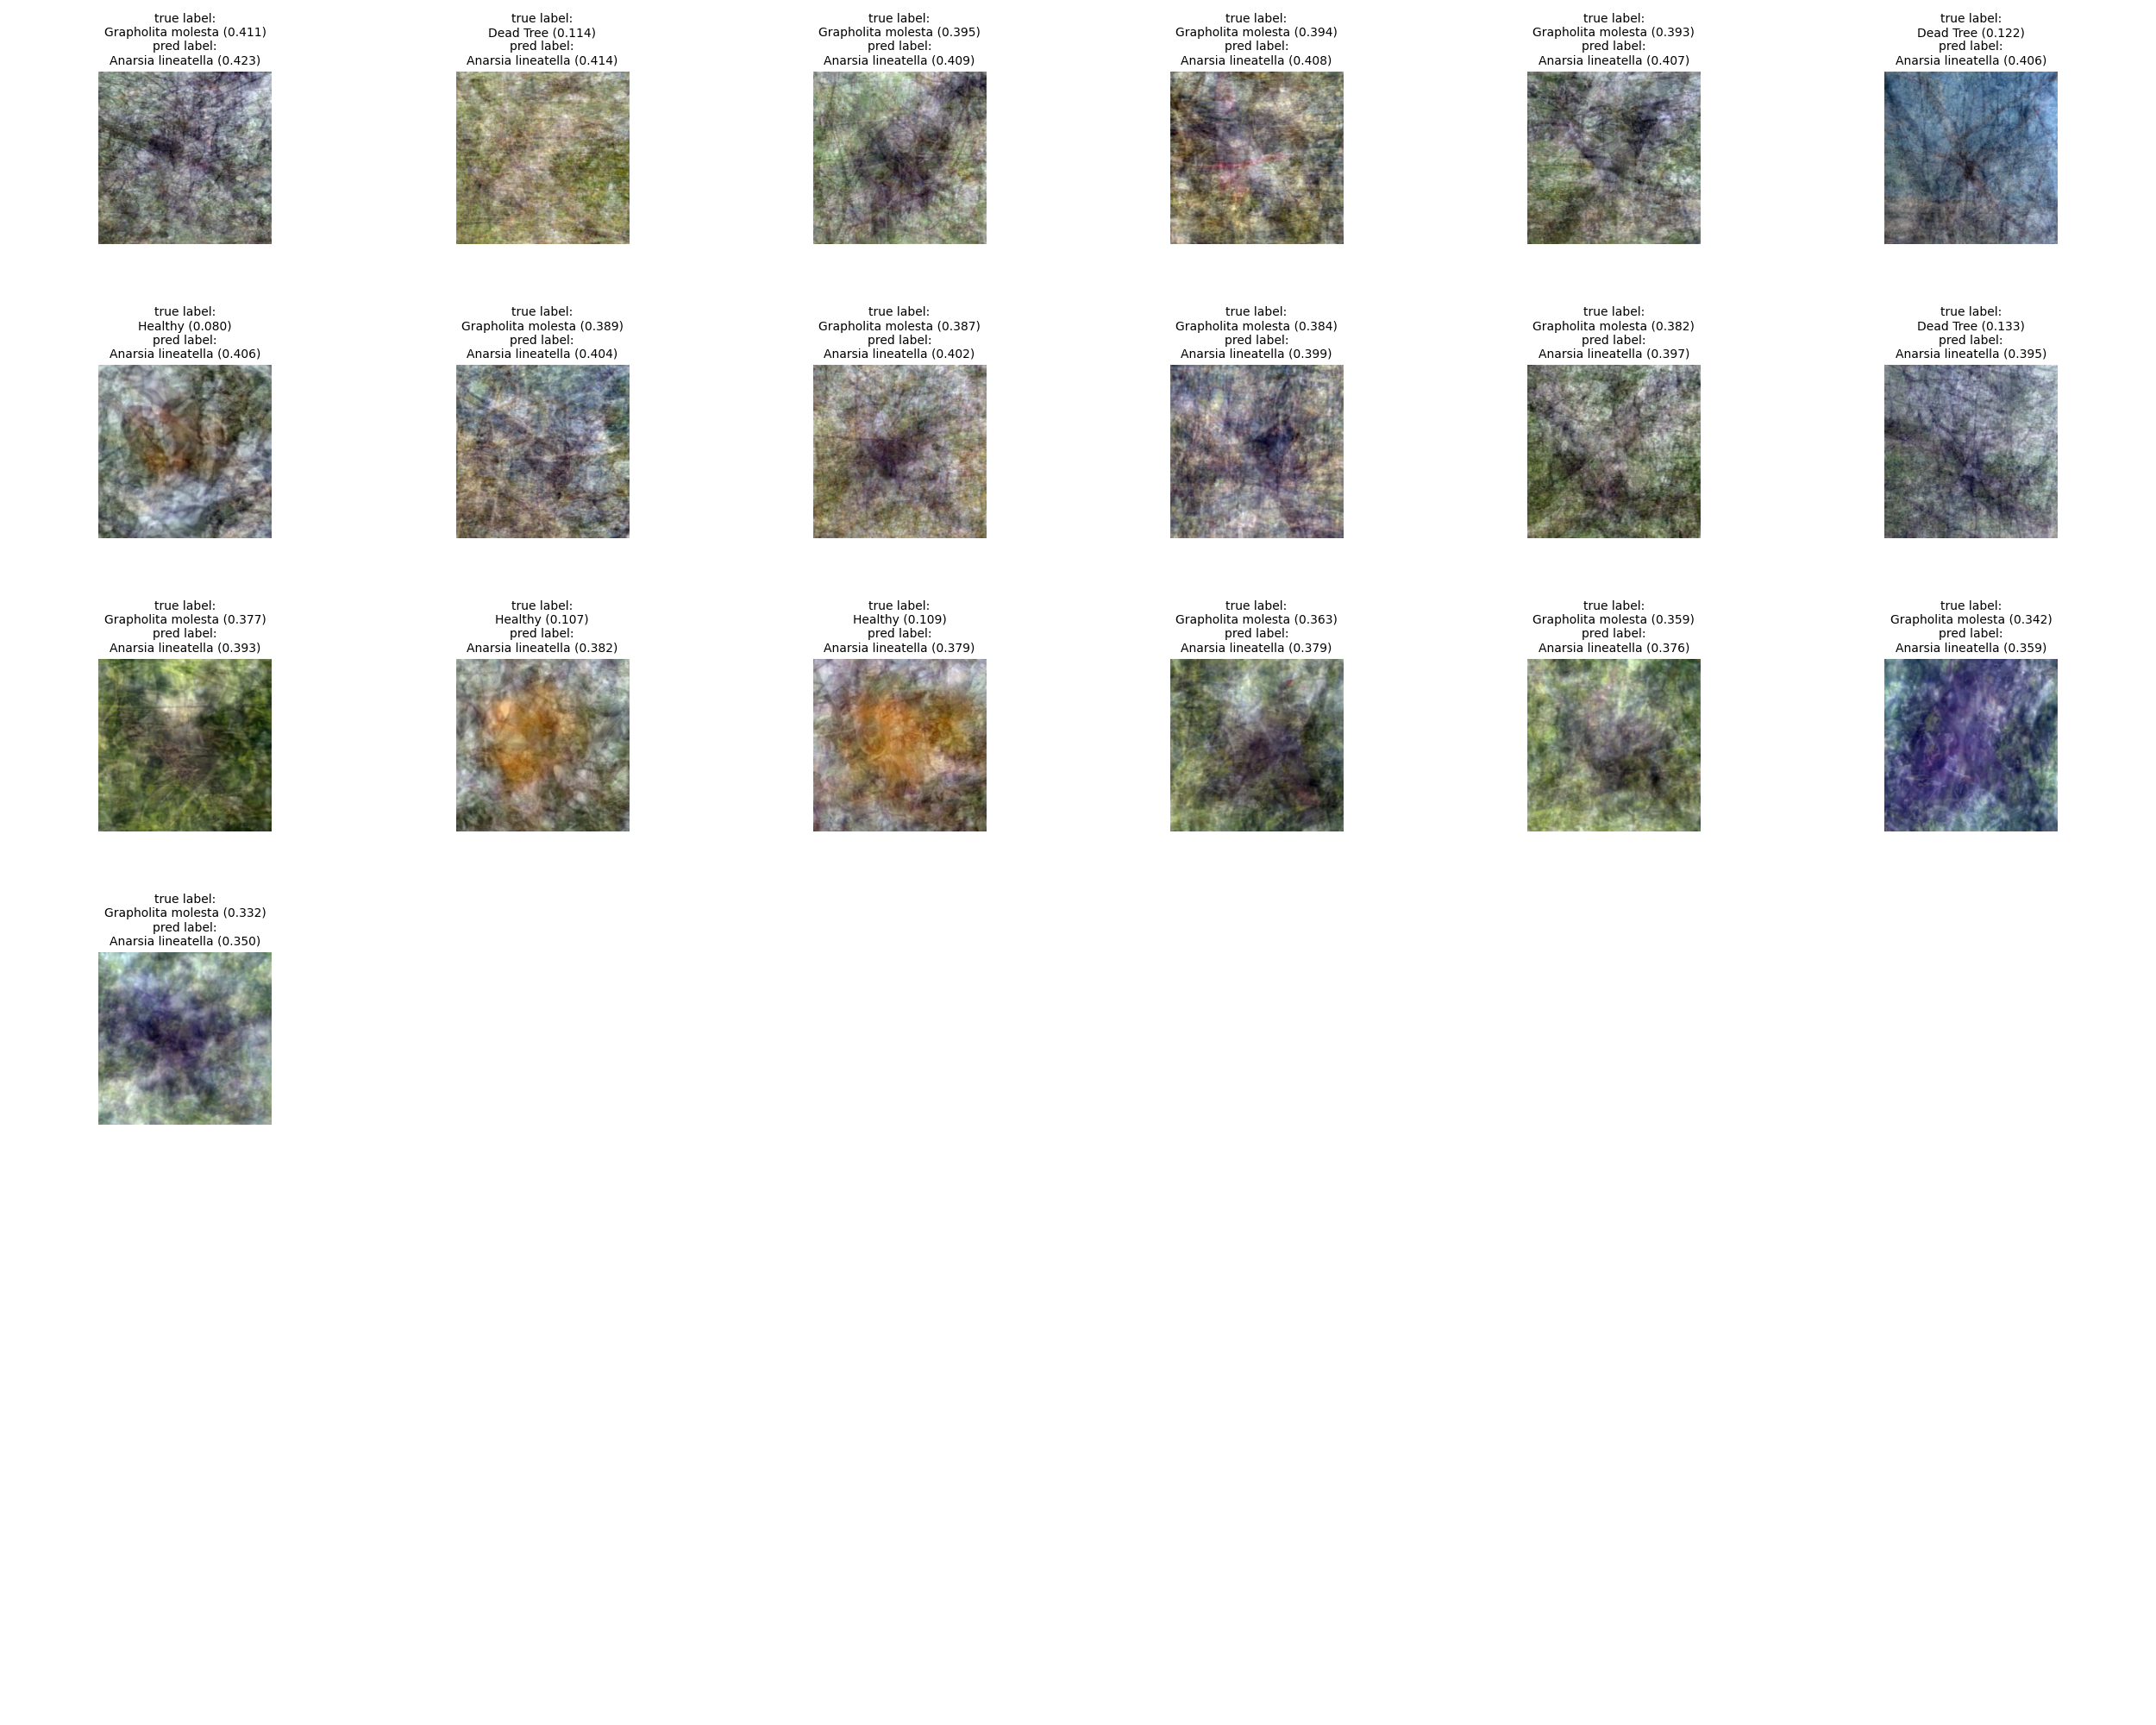 true label:
Grapholita molesta (0.411)
pred label:
Anarsia lineatella (0.423)
true label:
Dead Tree (0.114)
pred label:
Anarsia lineatella (0.414)
true label:
Grapholita molesta (0.395)
pred label:
Anarsia lineatella (0.409)
true label:
Grapholita molesta (0.394)
pred label:
Anarsia lineatella (0.408)
true label:
Grapholita molesta (0.393)
pred label:
Anarsia lineatella (0.407)
true label:
Dead Tree (0.122)
pred label:
Anarsia lineatella (0.406)
true label:
Healthy (0.080)
pred label:
Anarsia lineatella (0.406)
true label:
Grapholita molesta (0.389)
pred label:
Anarsia lineatella (0.404)
true label:
Grapholita molesta (0.387)
pred label:
Anarsia lineatella (0.402)
true label:
Grapholita molesta (0.384)
pred label:
Anarsia lineatella (0.399)
true label:
Grapholita molesta (0.382)
pred label:
Anarsia lineatella (0.397)
true label:
Dead Tree (0.133)
pred label:
Anarsia lineatella (0.395)
true label:
Grapholita molesta (0.377)
pred label:
Anarsia lineatella (0.393)
true label:
Healthy (0.107)
pred label:
Anarsia lineatella (0.382)
true label:
Healthy (0.109)
pred label:
Anarsia lineatella (0.379)
true label:
Grapholita molesta (0.363)
pred label:
Anarsia lineatella (0.379)
true label:
Grapholita molesta (0.359)
pred label:
Anarsia lineatella (0.376)
true label:
Grapholita molesta (0.342)
pred label:
Anarsia lineatella (0.359)
true label:
Grapholita molesta (0.332)
pred label:
Anarsia lineatella (0.350)